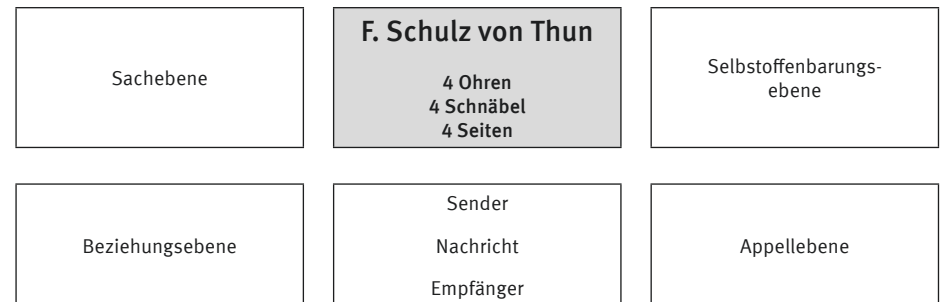 Sachebene
F. Schulz von Thun
4 Ohren
4 Schnäbel
4 Seiten
Selbstoffenbarungs-
ebene
Beziehungsebene
Sender
Nachricht
Empfänger
Appellebene